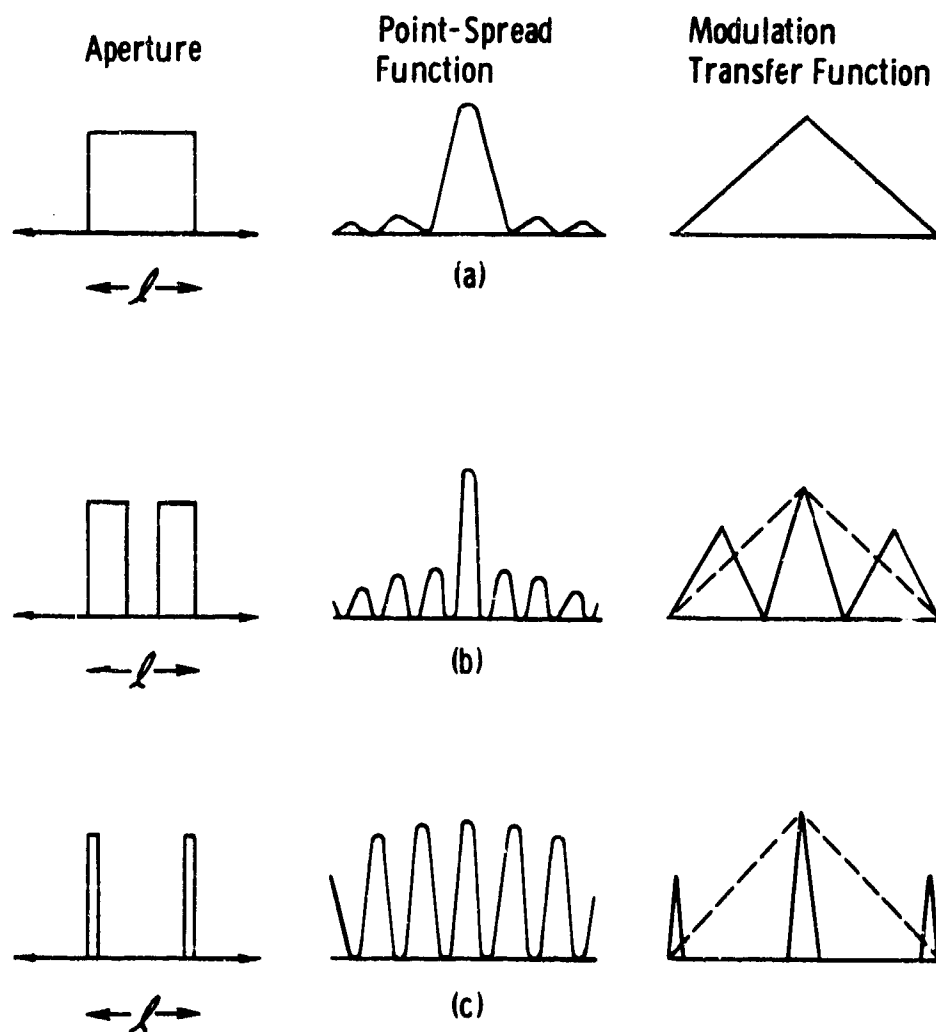 Aperture
Point-Spread
Function
Modulation
Transfer Function
ℓ
(a)
ℓ
(b)
ℓ
(c)